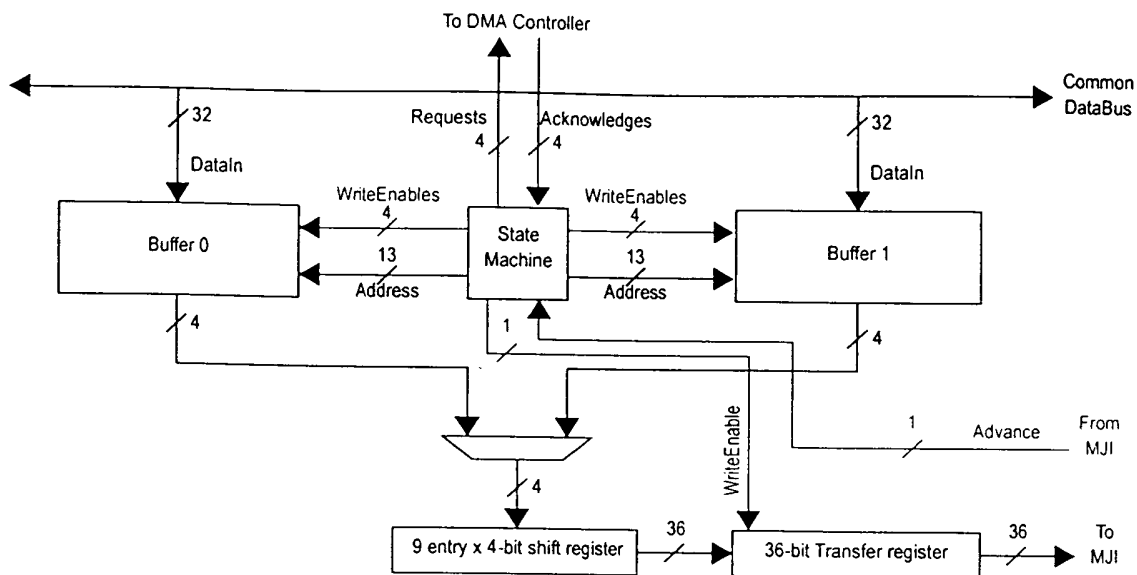 To DMA Controller
Common
DataBus
32
Requests
4
Acknowledges
4
32
DataIn
DataIn
WriteEnables
4
WriteEnables
4
Buffer 0
State
Machine
Buffer 1
13
Address
13
Address
4
1
4
WriteEnable
1
Advance
From
MJI
4
9 entry x 4-bit shift register
36
36-bit Transfer register
36
To
MJI